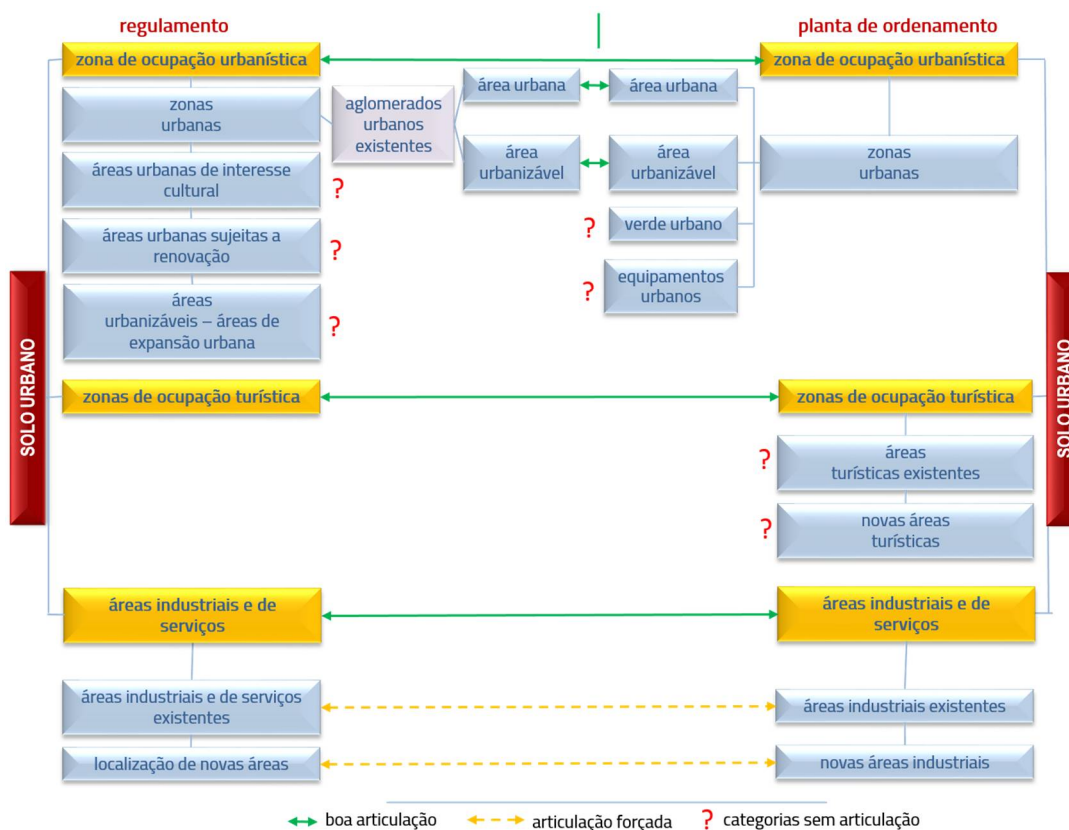 regulamento
planta de ordenamento
zona de ocupação urbanística
zona de ocupação urbanística
zonas
urbanas
aglomerados
urbanos
existentes
área urbana
área urbana
área
urbanizável
área
urbanizável
zonas
urbanas
áreas urbanas de interesse
cultural
?
verde urbano
?
áreas urbanas sujeitas a
renovação
?
equipamentos
urbanos
?
áreas
urbanizáveis – áreas de
expansão urbana
?
SOLO URBANO
SOLO URBANO
zonas de ocupação turística
zonas de ocupação turística
?
áreas
turísticas existentes
?
novas áreas
turísticas
áreas industriais e de
serviços
áreas industriais e de
serviços
áreas industriais e de serviços
existentes
áreas industriais existentes
localização de novas áreas
novas áreas industriais
boa articulação
articulação forçada
? categorias sem articulação